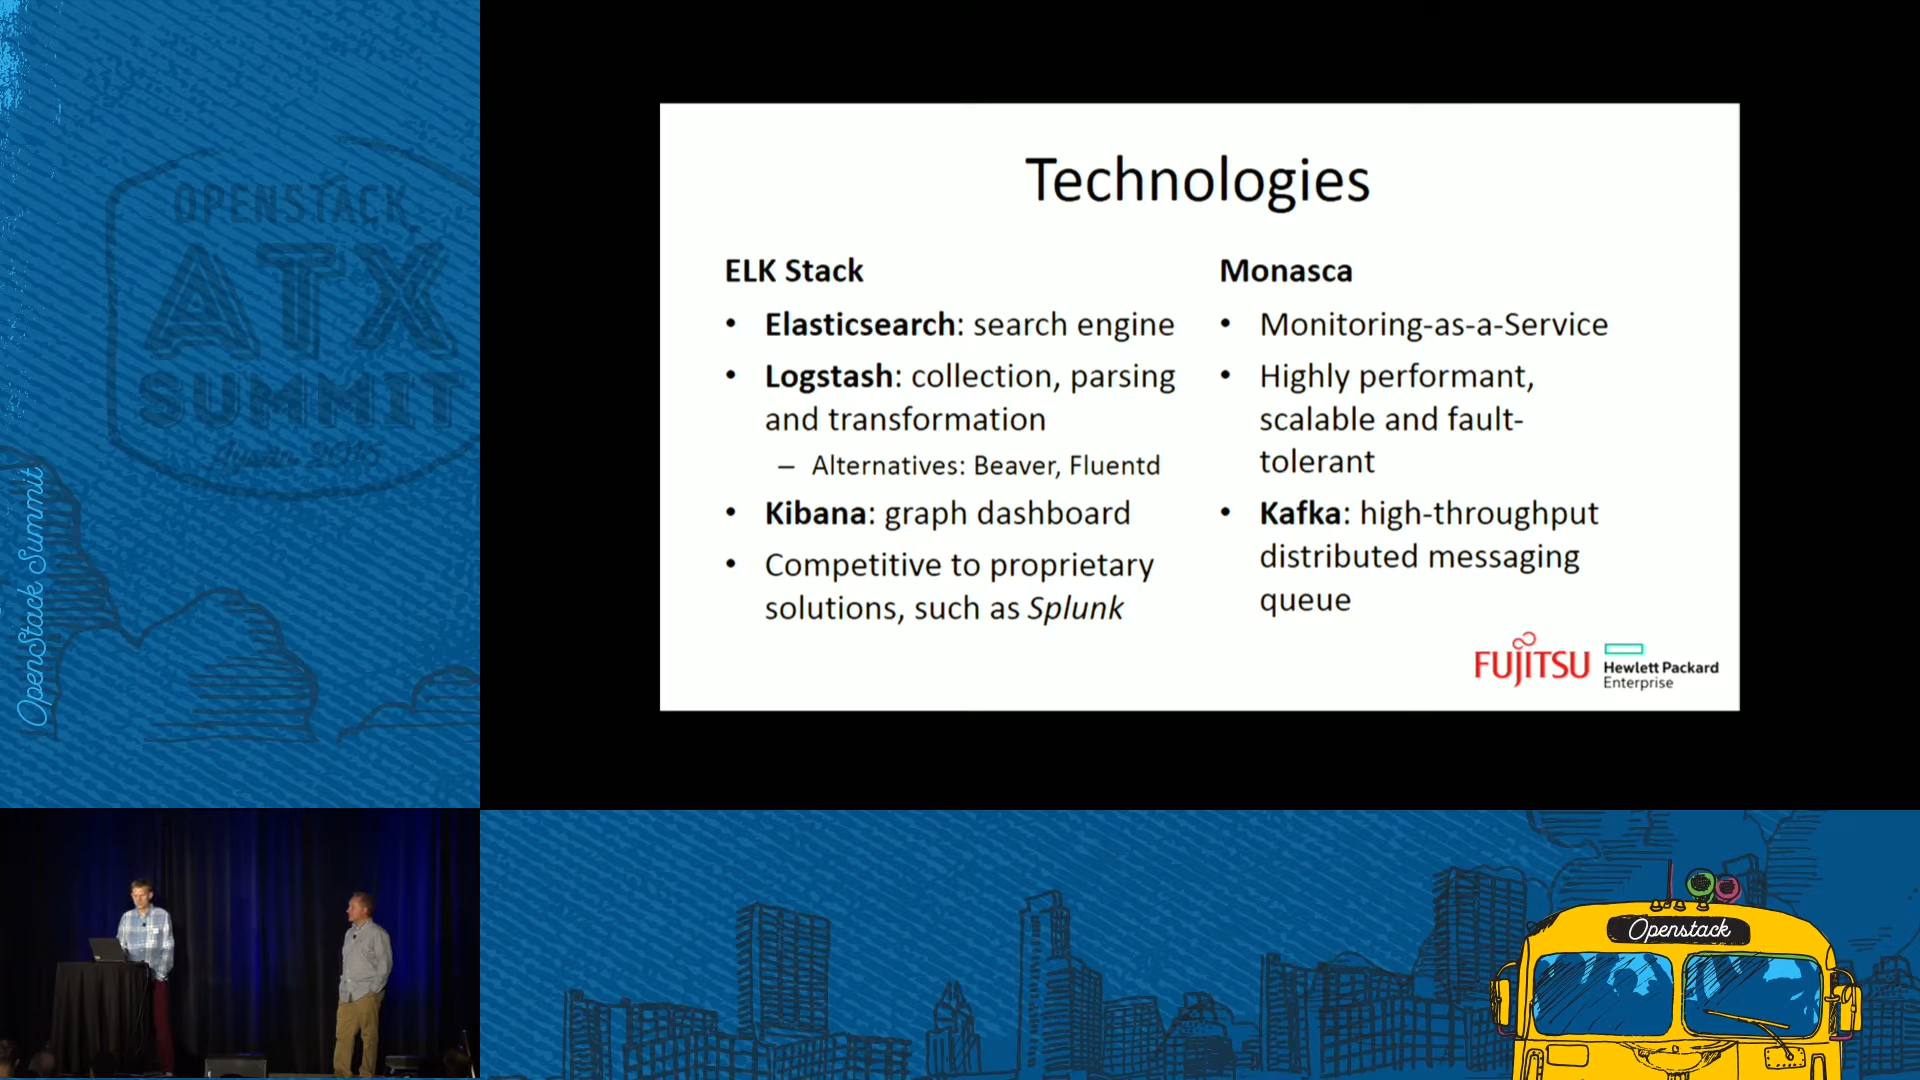 OPENSTACK
ATX
SUMMIT
Austin 2016
OpenStack Summit
Technologies
ELK Stack
• Elasticsearch: search engine
• Logstash: collection, parsing
and transformation
– Alternatives: Beaver, Fluentd
• Kibana: graph dashboard
• Competitive to proprietary
solutions, such as Splunk
Monasca
• Monitoring-as-a-Service
• Highly performant,
scalable and fault-
tolerant
• Kafka: high-throughput
distributed messaging
queue
FUJITSU
Hewlett Packard
Enterprise
Openstack